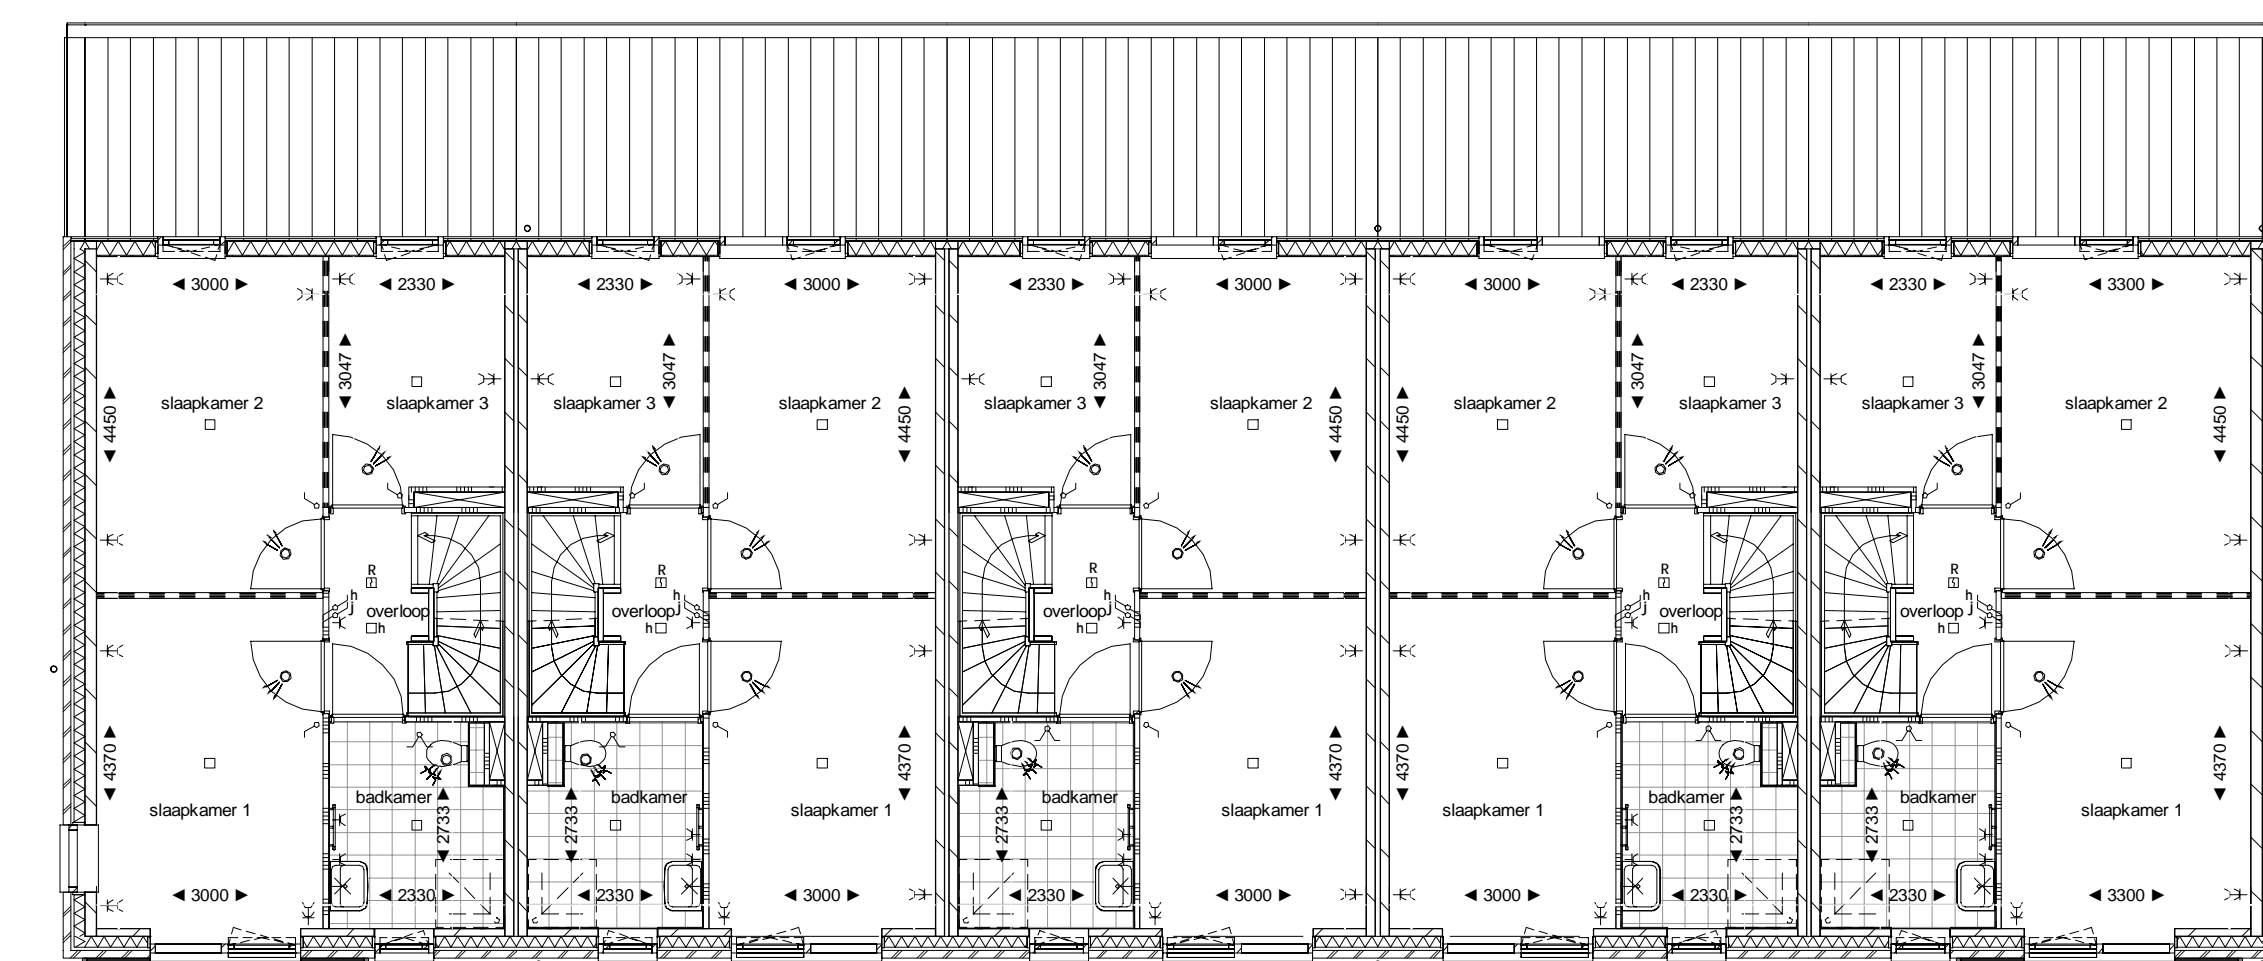 3000 2330 2330 3000 2330 3000 3000 2330 2330 3300
3047 3047 3047 3047 3047
slaapkamer 2 slaapkamer 3 slaapkamer 3 slaapkamer 2 slaapkamer 3 slaapkamer 2 slaapkamer 2 slaapkamer 3 slaapkamer 3 slaapkamer 2
4450 4450 4450 4450 4450
R R R R R
h h h h h
j j j j j
overloop overloop overloop overloop overloop
h h h h h
4370 4370 4370 4370 4370
badkamer badkamer badkamer badkamer badkamer
slaapkamer 1 slaapkamer 1 slaapkamer 1 slaapkamer 1 slaapkamer 1
2733 2733 2733 2733 2733
3000 2330 2330 3000 2330 3000 3000 2330 2330 3300